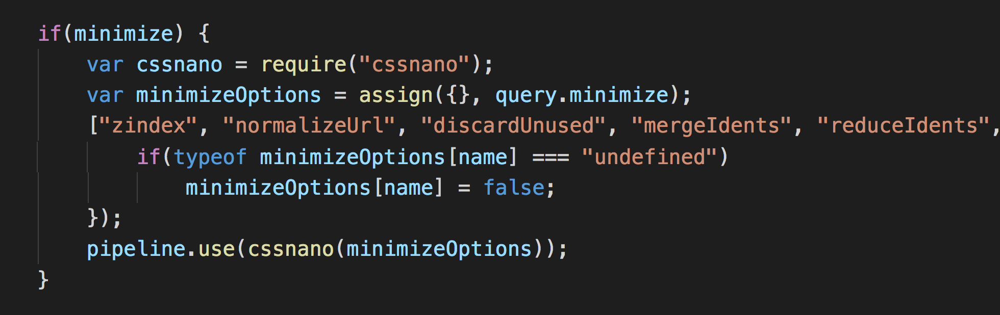 if(minimize) {
var cssnano = require("cssnano");
var minimizeOptions = assign({}, query.minimize);
["zindex", "normalizeUrl", "discardUnused", "mergeIdents", "reduceIdents",
if(typeof minimizeOptions[name] === "undefined")
minimizeOptions[name] = false;
});
pipeline.use(cssnano(minimizeOptions));
}